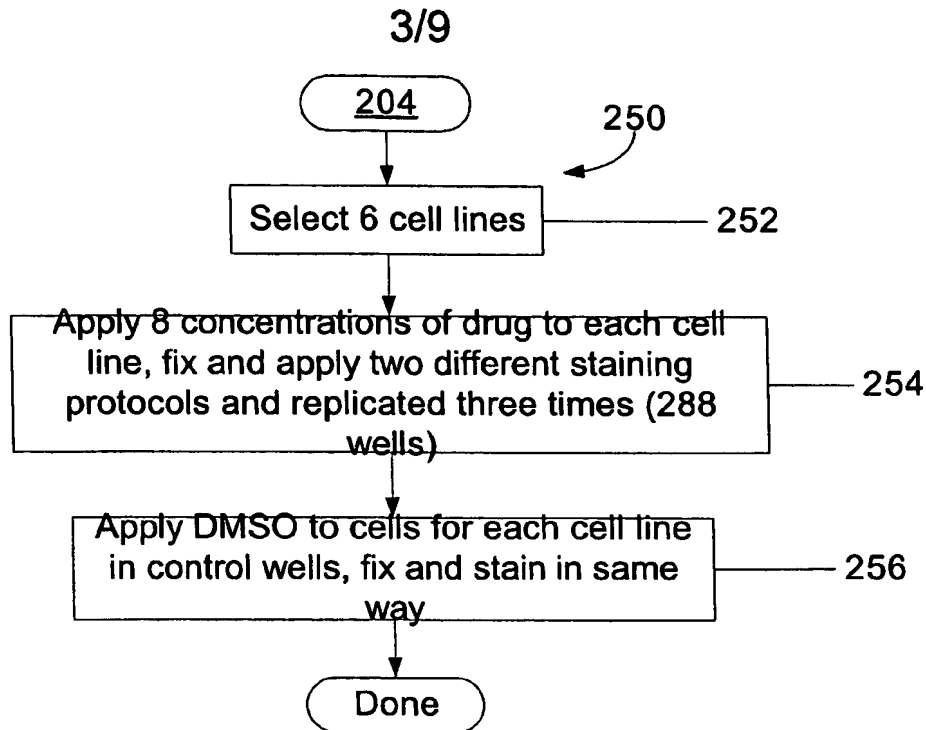 3/9
204
250
Select 6 cell lines
252
Apply 8 concentrations of drug to each cell
line, fix and apply two different staining
protocols and replicated three times (288
wells)
254
Apply DMSO to cells for each cell line
in control wells, fix and stain in same
way
256
Done